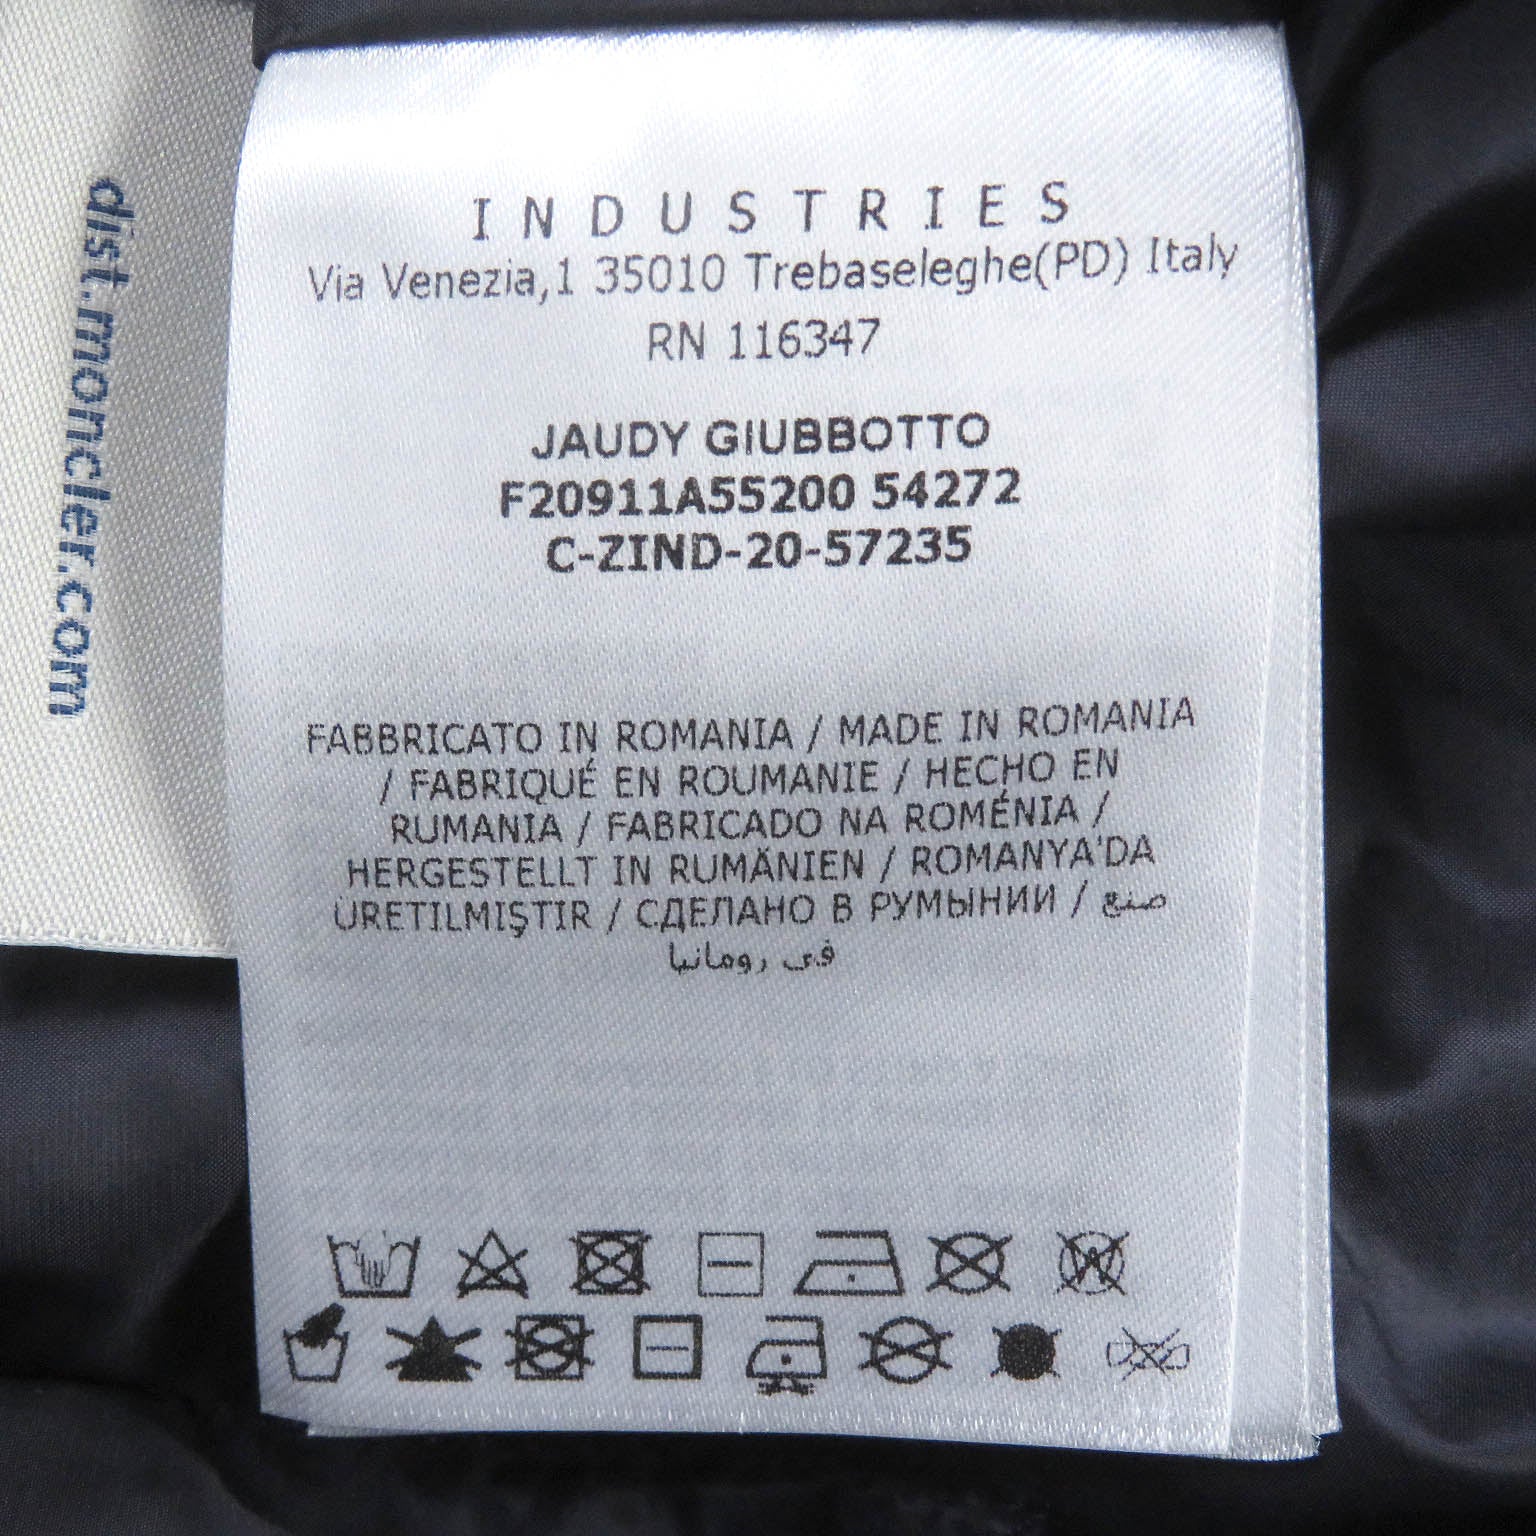 dist.moncler.com
INDUSTRIES
Via Venezia,1 35010 Trebaseleghe(PD) Italy
RN 116347
JAUDY GIUBBOTTO
F20911A55200 54272
C-ZIND-20-57235
FABBRICATO IN ROMANIA / MADE IN ROMANIA
/ FABRIQUÉ EN ROUMANIE / HECHO EN
RUMANIA / FABRICADO NA ROMÉNIA /
HERGESTELLT IN RUMÄNIEN / ROMANYA'DA
ÜRETILMIŞTIR / СДЕЛАНО В РУМЫНИИ / صنع
في رومانيا
W